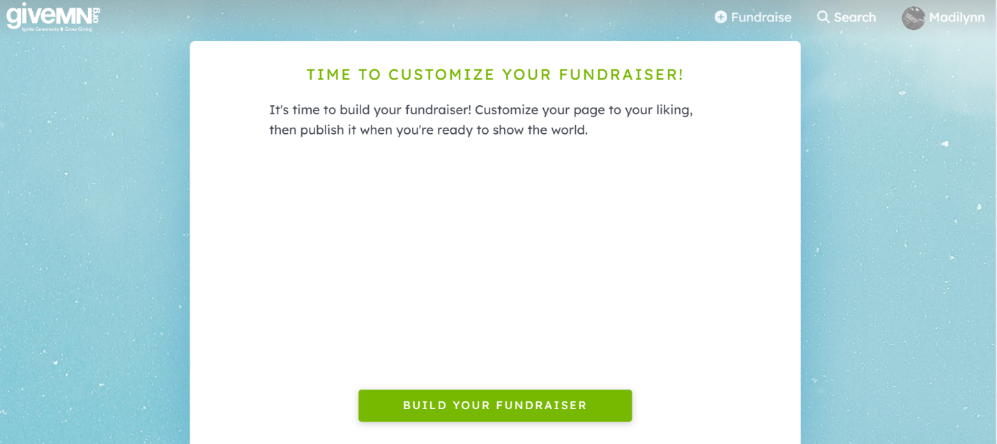 giveMN.org
Fundraise
Search
Madilynn
TIME TO CUSTOMIZE YOUR FUNDRAISER!
It's time to build your fundraiser! Customize your page to your liking,
then publish it when you're ready to show the world.
BUILD YOUR FUNDRAISER